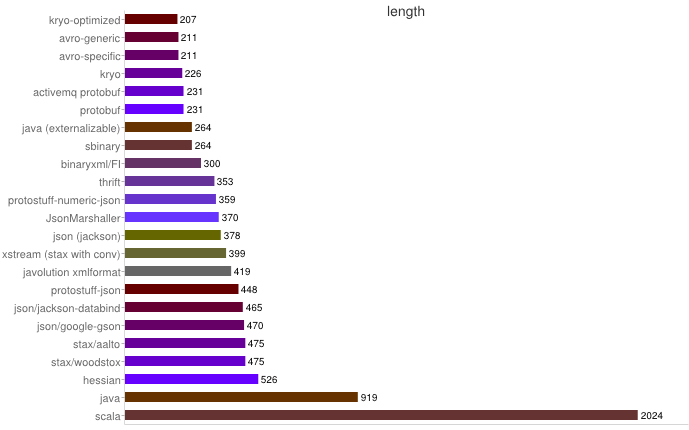 length
kryo-optimized 207
avro-generic 211
avro-specific 211
kryo 226
activemq protobuf 231
protobuf 231
java (externalizable) 264
sbinary 264
binaryxml/FI 300
thrift 353
protostuff-numeric-json 359
JsonMarshaller 370
json (jackson) 378
xstream (stax with conv) 399
javolution xmlformat 419
protostuff-json 448
json/jackson-databind 465
json/google-gson 470
stax/aalto 475
stax/woodstox 475
hessian 526
java 919
scala 2024